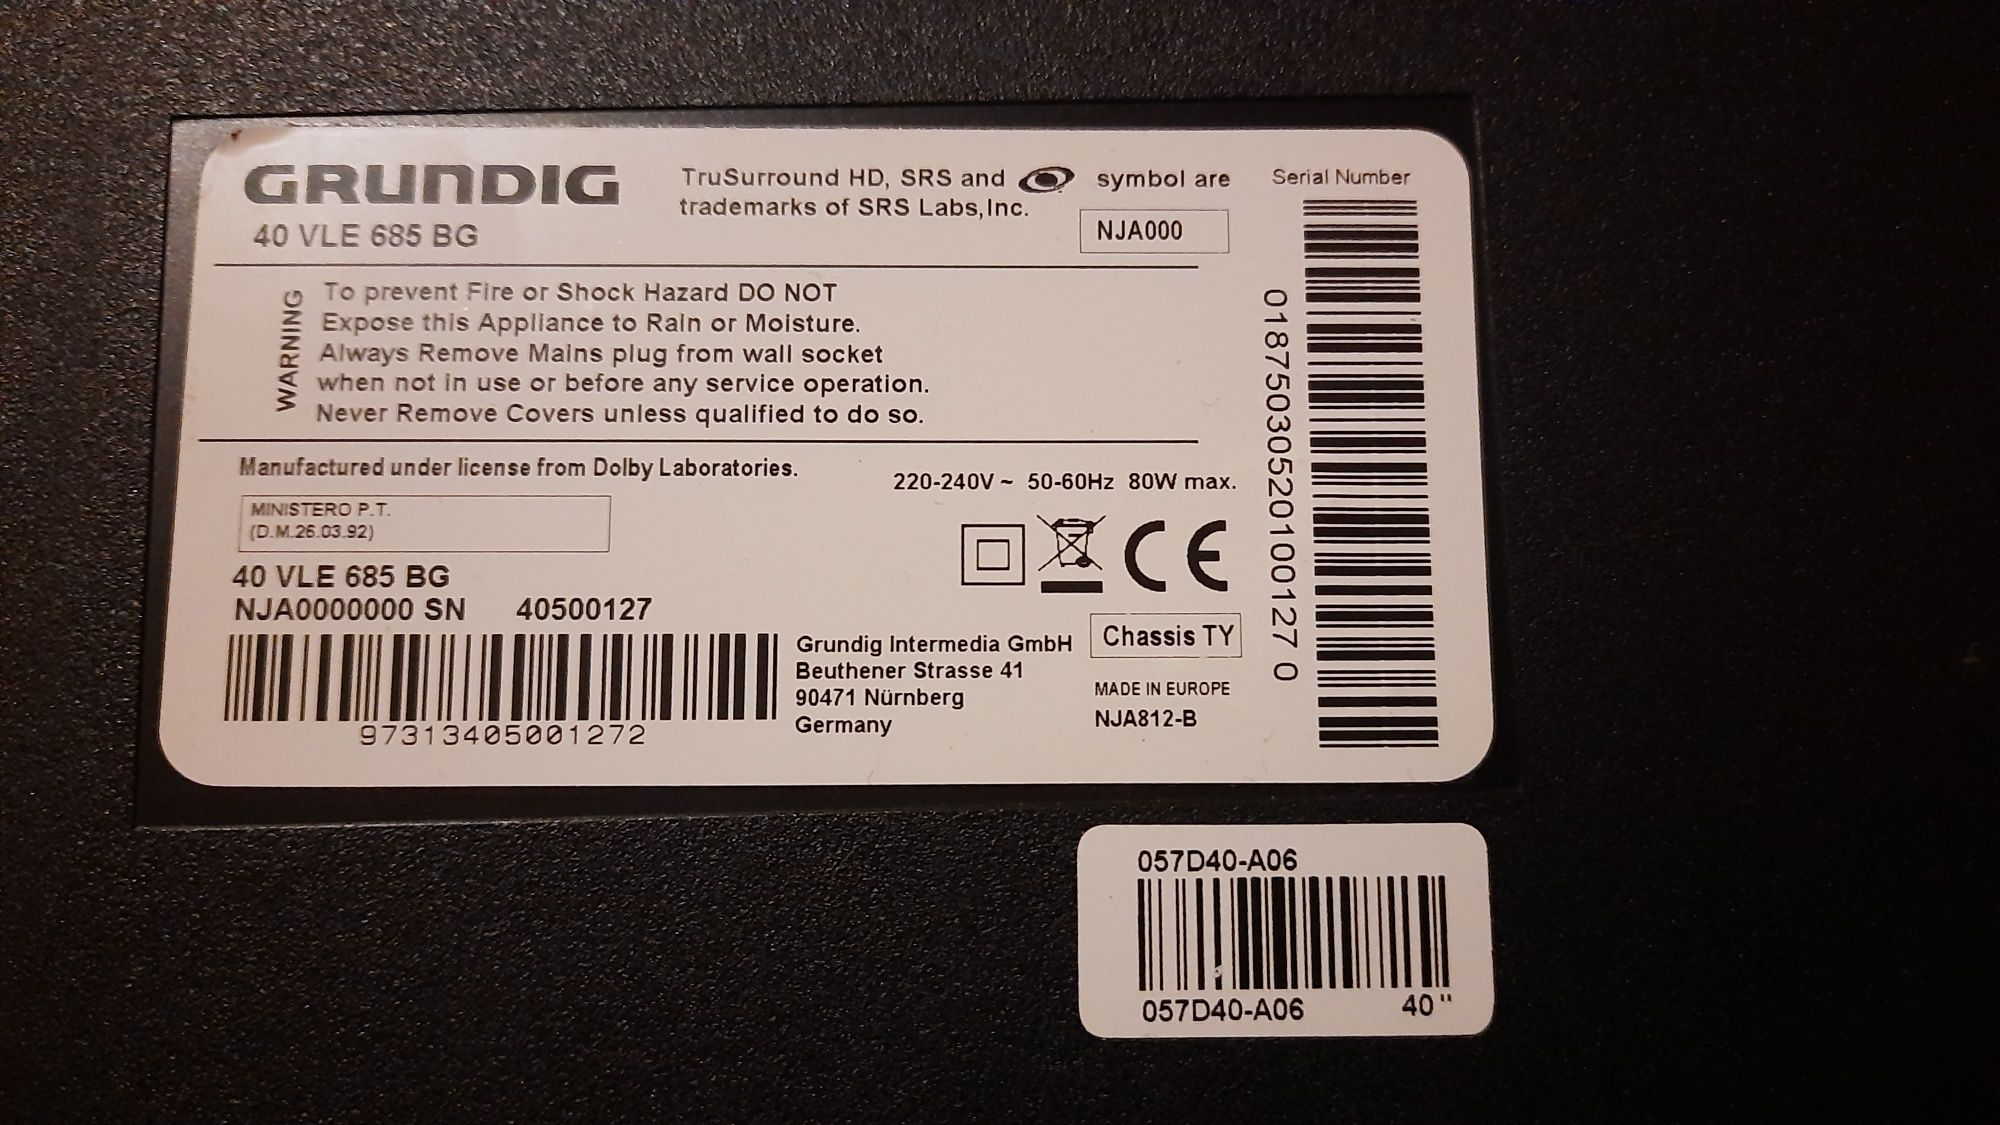 GRUNDIG
40 VLE 685 BG
TruSurround HD, SRS and symbol are
trademarks of SRS Labs,Inc.
NJA000
Serial Number
01875030520100127 0
WARNING
To prevent Fire or Shock Hazard DO NOT
Expose this Appliance to Rain or Moisture.
Always Remove Mains plug from wall socket
when not in use or before any service operation.
Never Remove Covers unless qualified to do so.
Manufactured under license from Dolby Laboratories.
220-240V ~ 50-60Hz 80W max.
MINISTERO P.T.
(D.M.26.03.92)
CE
40 VLE 685 BG
NJA0000000 SN 40500127
97313405001272
Grundig Intermedia GmbH
Beuthener Strasse 41
90471 Nürnberg
Germany
Chassis TY
MADE IN EUROPE
NJA812-B
057D40-A06
057D40-A06 40"